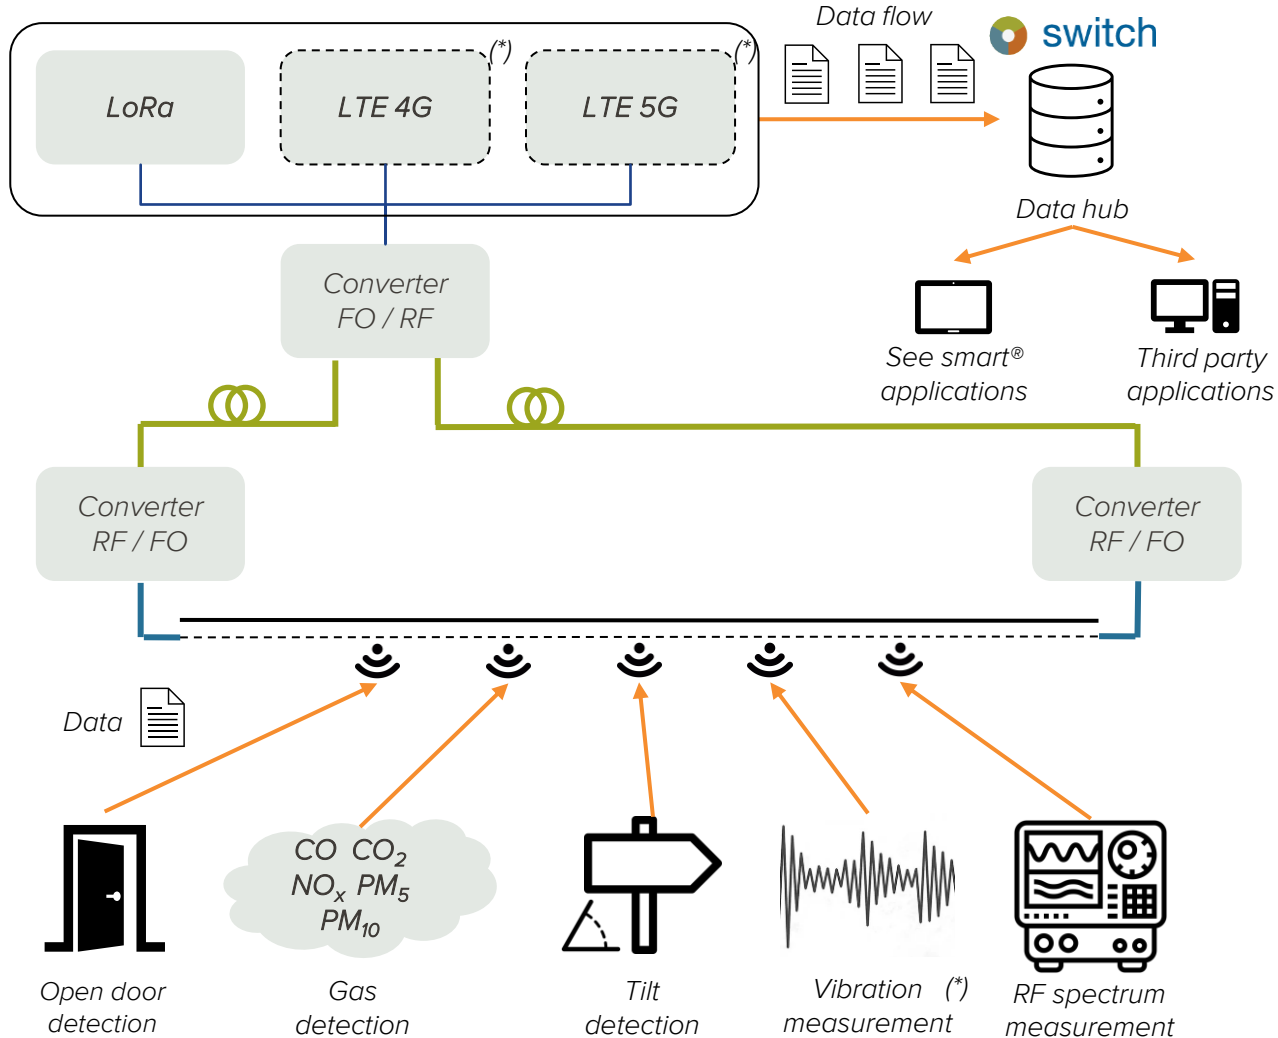 Data flow
switch
(*)
(*)
LoRa
LTE 4G
LTE 5G
Data hub
Converter
FO / RF
See smart®
applications
Third party
applications
Converter
RF / FO
Converter
RF / FO
Data
CO CO₂
NOₓ PM₅
PM₁₀
Open door
detection
Gas
detection
Tilt
detection
Vibration (*)
measurement
RF spectrum
measurement